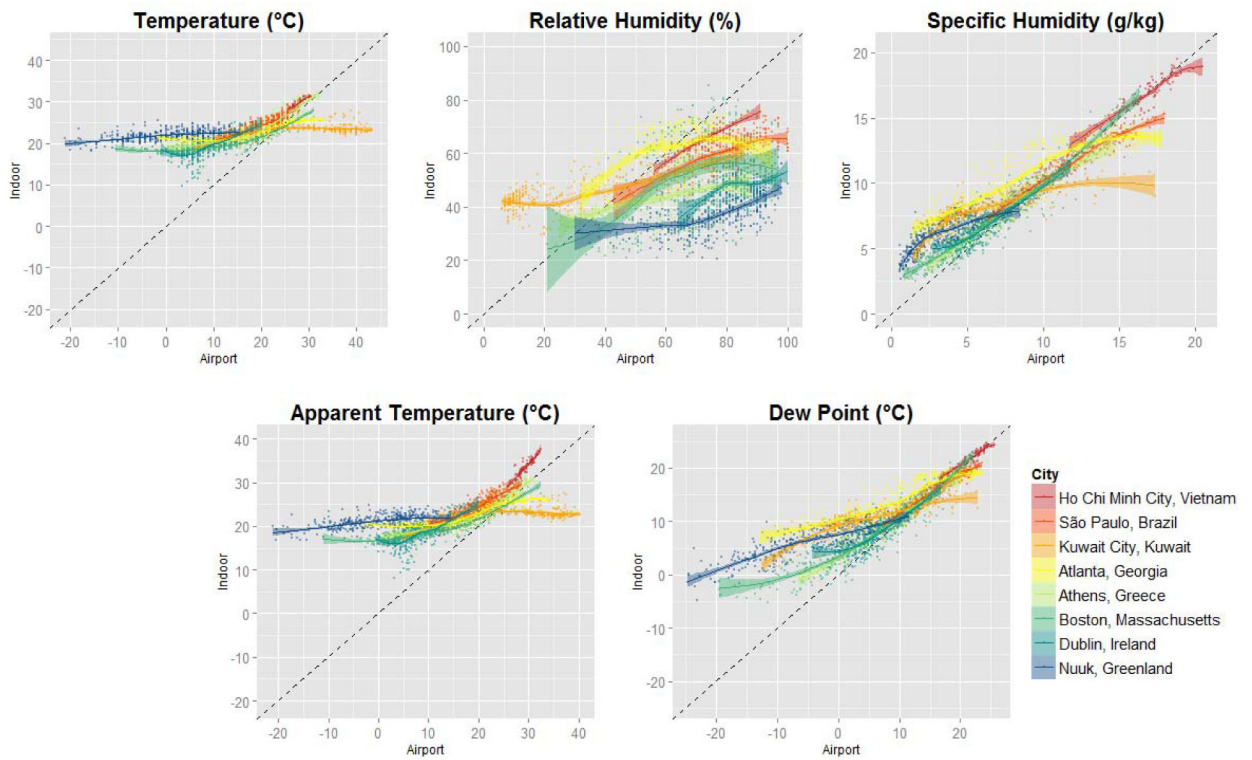 Temperature (°C)
40
30
20
10
0
-10
-20
Indoor
-20 -10 0 10 20 30 40
Airport
Relative Humidity (%)
100
80
60
40
20
0
Indoor
0 20 40 60 80 100
Airport
Specific Humidity (g/kg)
20
15
10
5
0
Indoor
5 10 15 20
Airport
Apparent Temperature (°C)
40
30
20
10
0
-10
-20
Indoor
-20 -10 0 10 20 30 40
Airport
Dew Point (°C)
20
10
0
-10
-20
Indoor
-20 -10 0 10 20
Airport
City
Ho Chi Minh City, Vietnam
São Paulo, Brazil
Kuwait City, Kuwait
Atlanta, Georgia
Athens, Greece
Boston, Massachusetts
Dublin, Ireland
Nuuk, Greenland